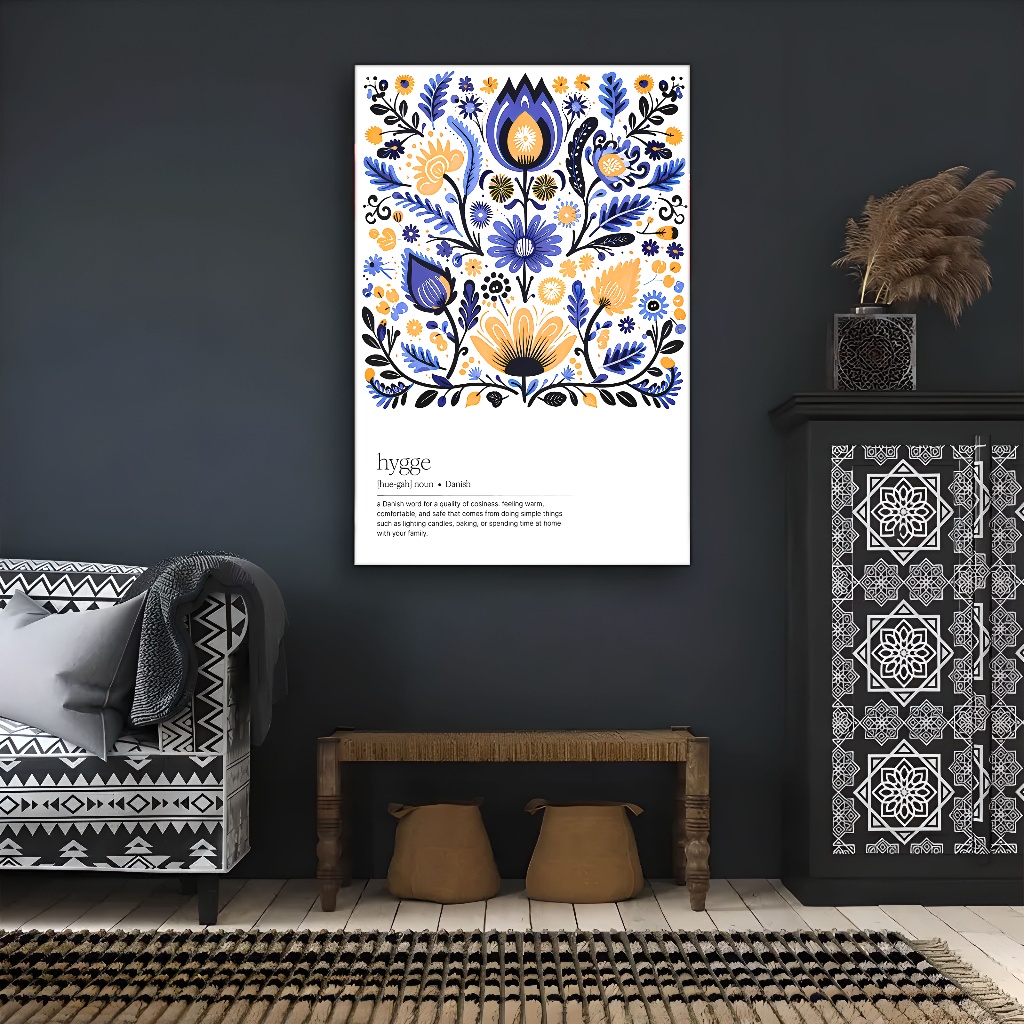 hygge
[hue-gah] noun • Danish
a Danish word for a quality of cosiness: feeling warm,
comfortable, and safe that comes from doing simple things
such as lighting candles, baking, or spending time at home
with your family.